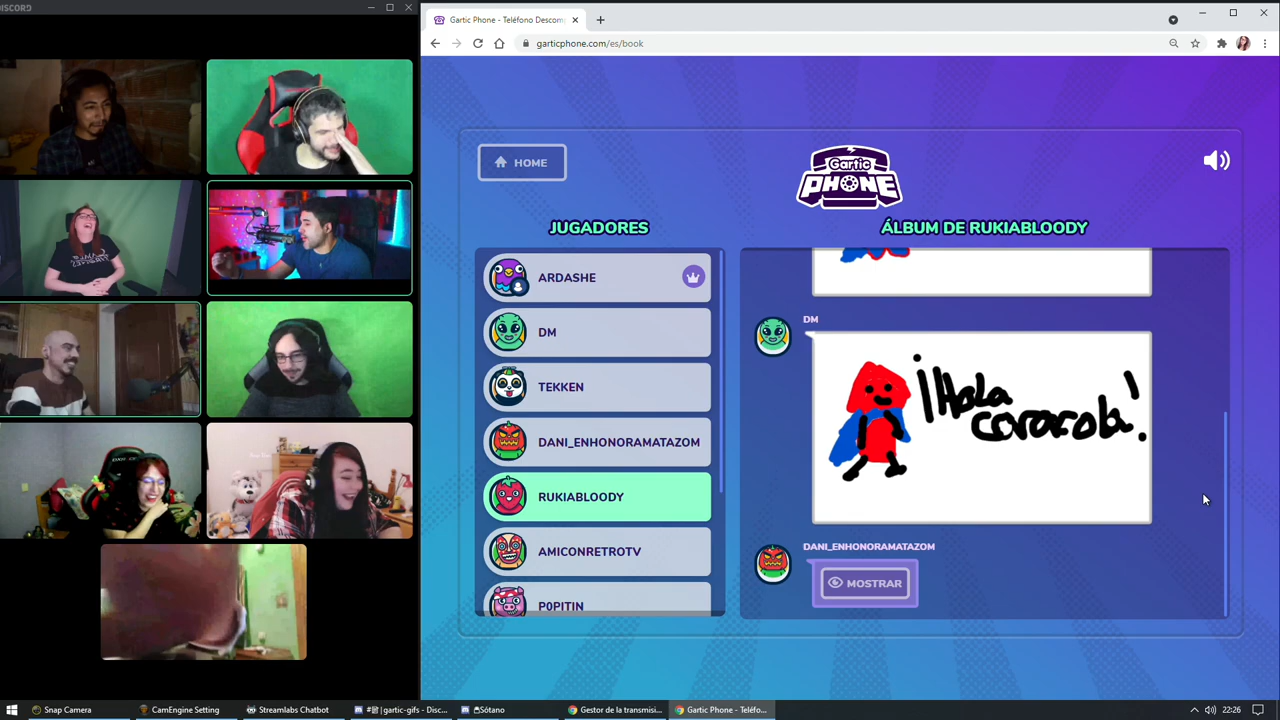 DISCORD
Gartic Phone - Teléfono Descom
garticphone.com/es/book
HOME
Gartic
PHONE
JUGADORES
ÁLBUM DE RUKIABLOODY
ARDASHE
DM
TEKKEN
DANI_ENHONORAMATAZOM
RUKIABLOODY
AMICONRETROTV
P0PITIN
DM
¡Hola
caracola!
DANI_ENHONORAMATAZOM
MOSTRAR
Snap Camera
CamEngine Setting
Streamlabs Chatbot
gartic-gifs - Disc...
Sótano
Gestor de la transmisi...
Gartic Phone - Teléfo...
22:26